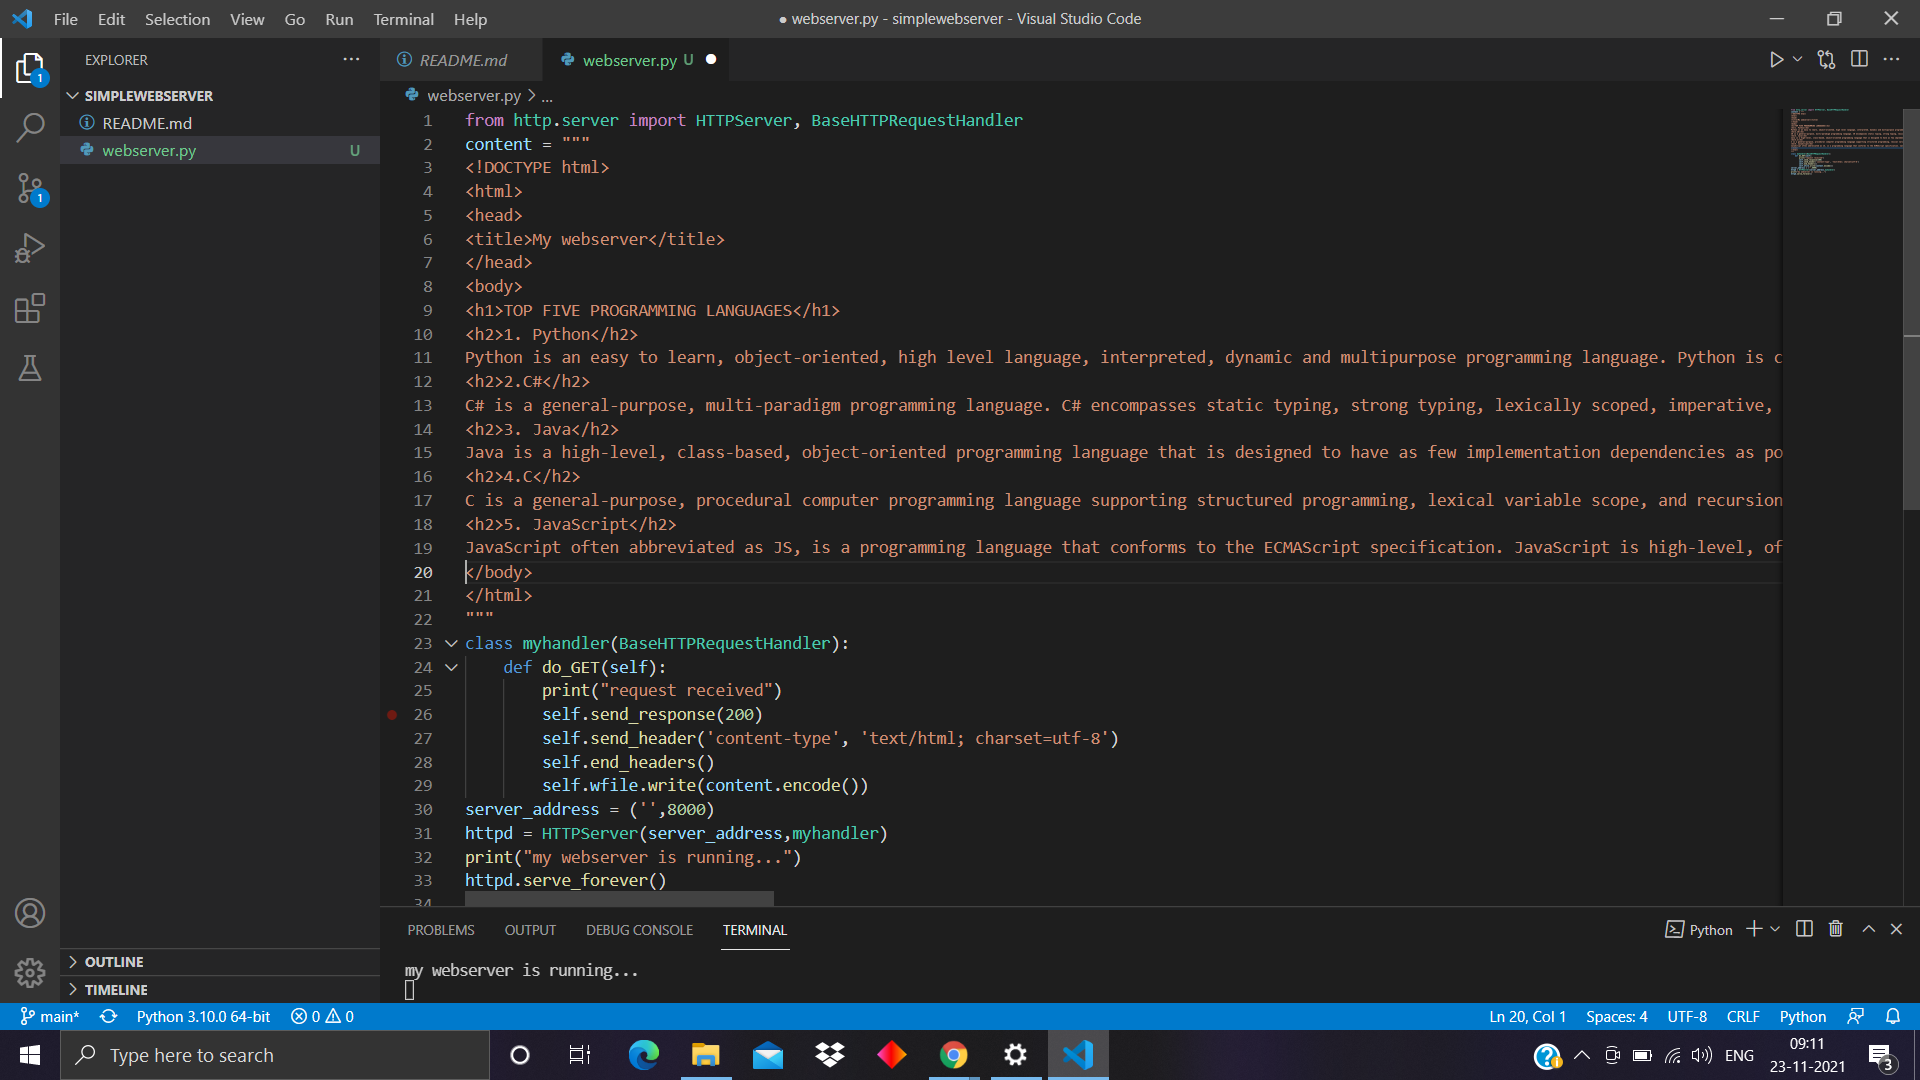 File Edit Selection View Go Run Terminal Help
● webserver.py - simplewebserver - Visual Studio Code
EXPLORER
SIMPLEWEBSERVER
README.md
webserver.py U
OUTLINE
TIMELINE
1
1
README.md
webserver.py U
webserver.py > ...
1 from http.server import HTTPServer, BaseHTTPRequestHandler
2 content = """
3 <!DOCTYPE html>
4 <html>
5 <head>
6 <title>My webserver</title>
7 </head>
8 <body>
9 <h1>TOP FIVE PROGRAMMING LANGUAGES</h1>
10 <h2>1. Python</h2>
11 Python is an easy to learn, object-oriented, high level language, interpreted, dynamic and multipurpose programming language. Python is c
12 <h2>2.C#</h2>
13 C# is a general-purpose, multi-paradigm programming language. C# encompasses static typing, strong typing, lexically scoped, imperative,
14 <h2>3. Java</h2>
15 Java is a high-level, class-based, object-oriented programming language that is designed to have as few implementation dependencies as po
16 <h2>4.C</h2>
17 C is a general-purpose, procedural computer programming language supporting structured programming, lexical variable scope, and recursion
18 <h2>5. JavaScript</h2>
19 JavaScript often abbreviated as JS, is a programming language that conforms to the ECMAScript specification. JavaScript is high-level, of
20 </body>
21 </html>
22 """
23 class myhandler(BaseHTTPRequestHandler):
24 def do_GET(self):
25 print("request received")
26 self.send_response(200)
27 self.send_header('content-type', 'text/html; charset=utf-8')
28 self.end_headers()
29 self.wfile.write(content.encode())
30 server_address = ('',8000)
31 httpd = HTTPServer(server_address,myhandler)
32 print("my webserver is running...")
33 httpd.serve_forever()
34
PROBLEMS OUTPUT DEBUG CONSOLE TERMINAL
Python
my webserver is running...
main* Python 3.10.0 64-bit 0 0
Ln 20, Col 1 Spaces: 4 UTF-8 CRLF Python
Type here to search
ENG
09:11
23-11-2021
3